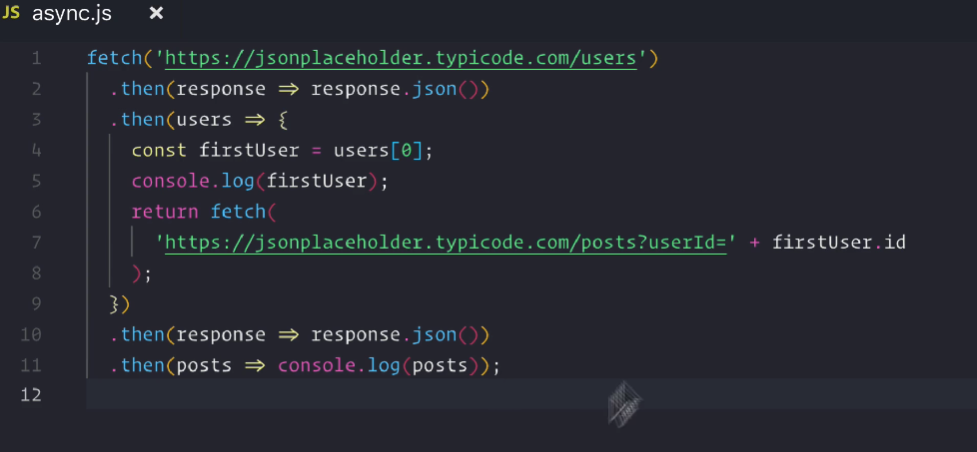 JS async.js ×
1 fetch('https://jsonplaceholder.typicode.com/users')
2 .then(response => response.json())
3 .then(users => {
4 const firstUser = users[0];
5 console.log(firstUser);
6 return fetch(
7 'https://jsonplaceholder.typicode.com/posts?userId=' + firstUser.id
8 );
9 })
10 .then(response => response.json())
11 .then(posts => console.log(posts));
12